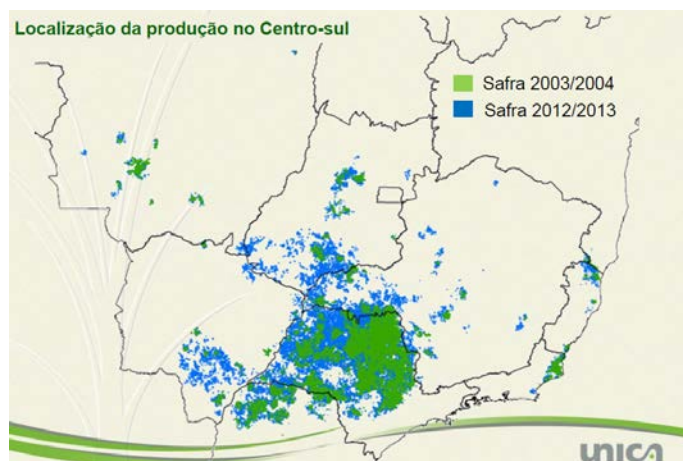 Localização da produção no Centro-sul
Safra 2003/2004
Safra 2012/2013
unica